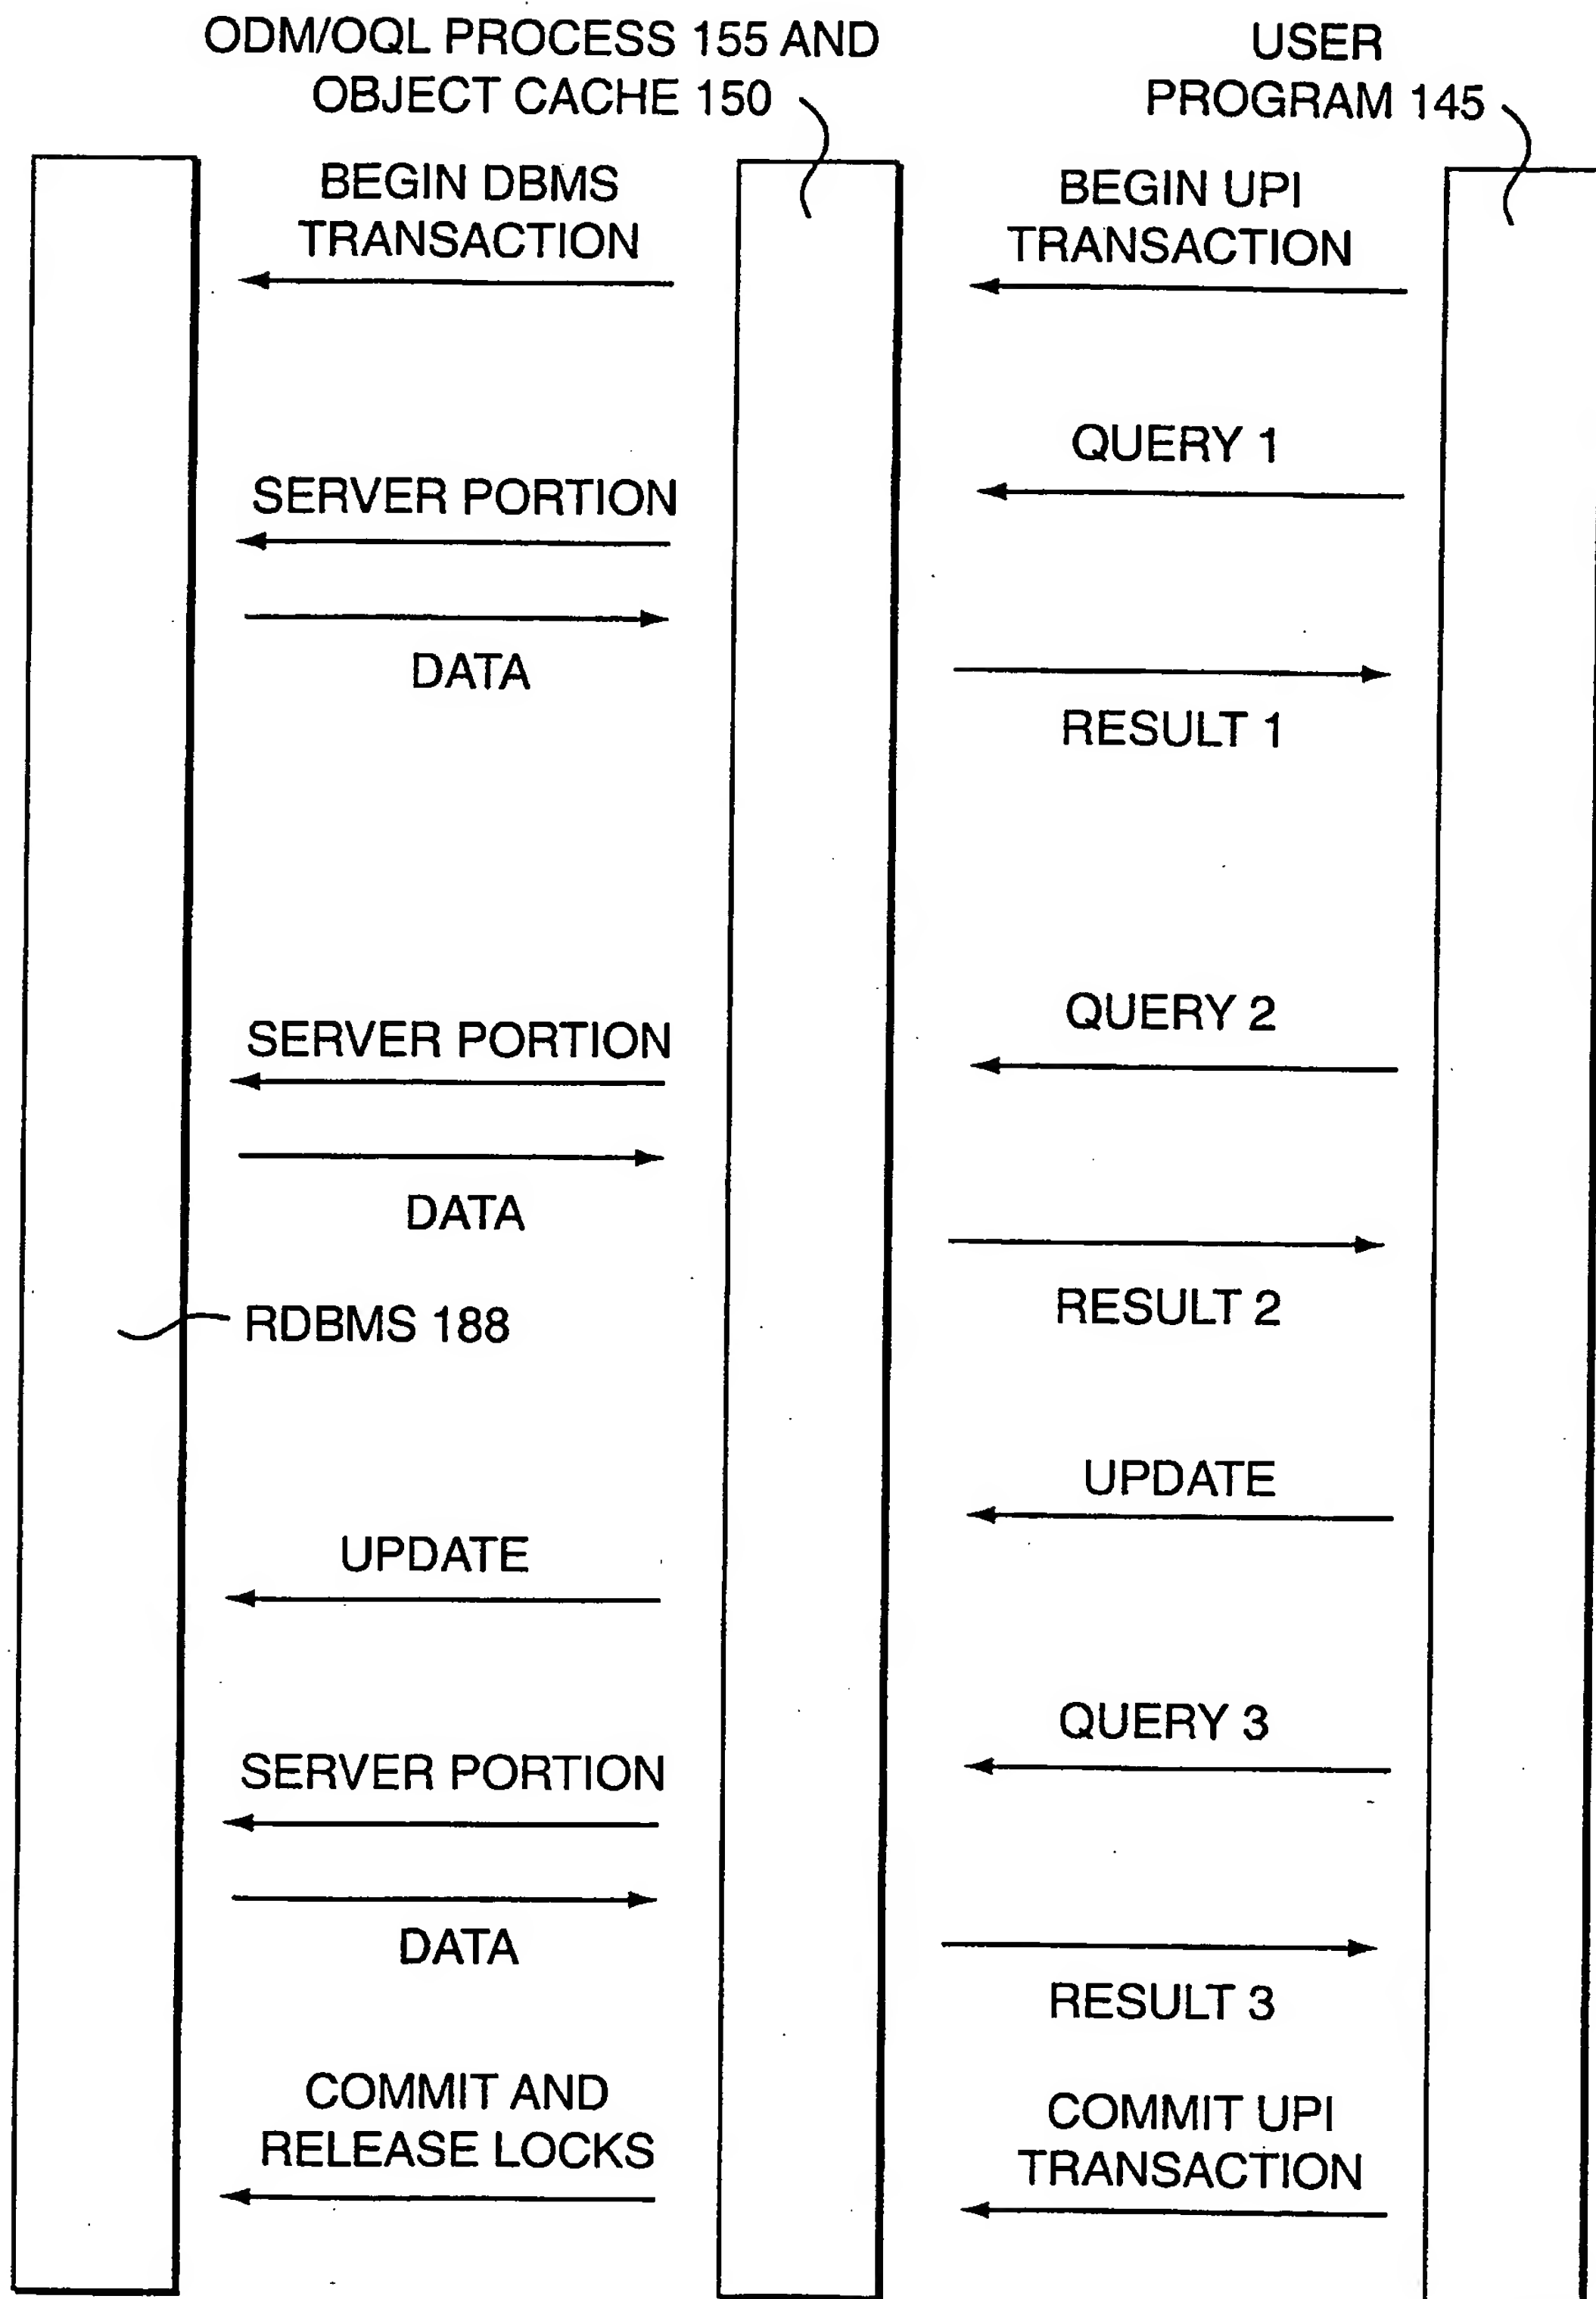 ODM/OQL PROCESS 155 AND
OBJECT CACHE 150
USER
PROGRAM 145
BEGIN DBMS
TRANSACTION
BEGIN UPI
TRANSACTION
QUERY 1
SERVER PORTION
DATA
RESULT 1
QUERY 2
SERVER PORTION
DATA
RESULT 2
RDBMS 188
UPDATE
UPDATE
QUERY 3
SERVER PORTION
DATA
RESULT 3
COMMIT AND
RELEASE LOCKS
COMMIT UPI
TRANSACTION